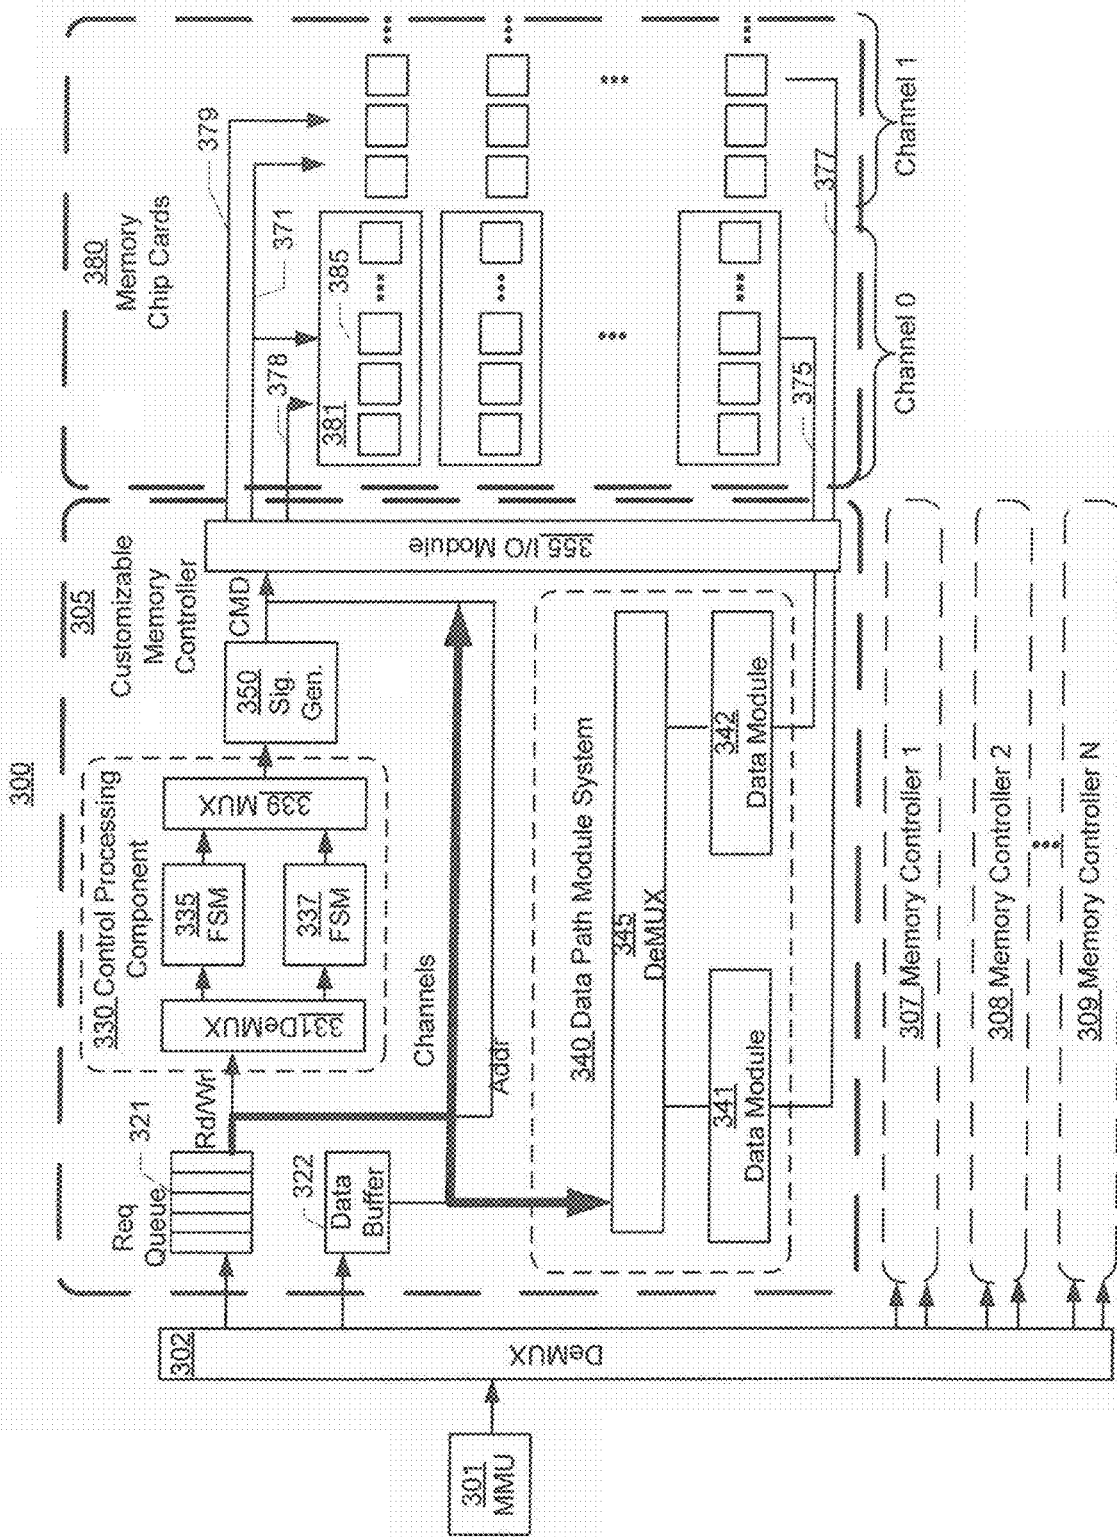 300
301
MMU
302
DeMUX
305
Customizable
Memory
Controller
Req
Queue
321
322
Data
Buffer
Rd/Wr
330 Control Processing
Component
331DeMUX
335
FSM
337
FSM
339 MUX
350
Sig.
Gen.
CMD
Channels
Addr
355 I/O Module
340 Data Path Module System
345
DeMUX
341
Data Module
342
Data Module
307 Memory Controller 1
308 Memory Controller 2
309 Memory Controller N
380
Memory
Chip Cards
379
371
378
381
385
375
377
Channel 0
Channel 1